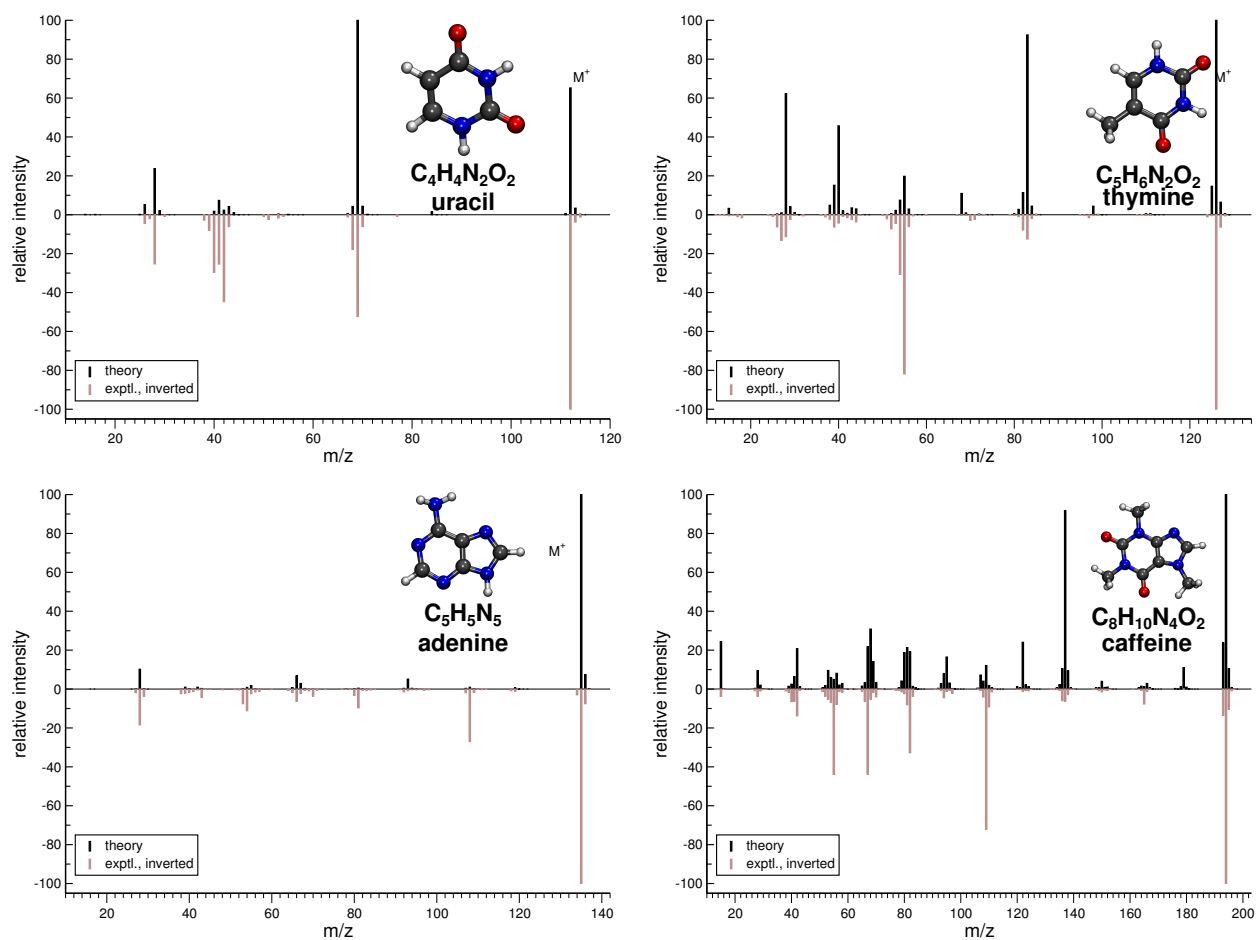 100
80
60
40
20
0
-20
-40
-60
-80
-100
relative intensity
M⁺
C₄H₄N₂O₂
uracil
theory
exptl., inverted
20 40 60 80 100 120
m/z
100
80
60
40
20
0
-20
-40
-60
-80
-100
relative intensity
M⁺
C₅H₆N₂O₂
thymine
theory
exptl., inverted
20 40 60 80 100 120
m/z
100
80
60
40
20
0
-20
-40
-60
-80
-100
relative intensity
M⁺
C₅H₅N₅
adenine
theory
exptl., inverted
20 40 60 80 100 120 140
m/z
100
80
60
40
20
0
-20
-40
-60
-80
-100
relative intensity
C₈H₁₀N₄O₂
caffeine
theory
exptl., inverted
20 40 60 80 100 120 140 160 180 200
m/z